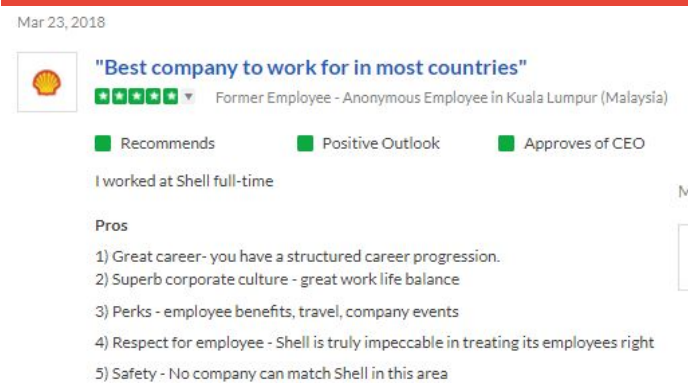 Mar 23, 2018
"Best company to work for in most countries"
Former Employee - Anonymous Employee in Kuala Lumpur (Malaysia)
Recommends Positive Outlook Approves of CEO
I worked at Shell full-time
M
Pros
1) Great career- you have a structured career progression.
2) Superb corporate culture - great work life balance
3) Perks - employee benefits, travel, company events
4) Respect for employee - Shell is truly impeccable in treating its employees right
5) Safety - No company can match Shell in this area